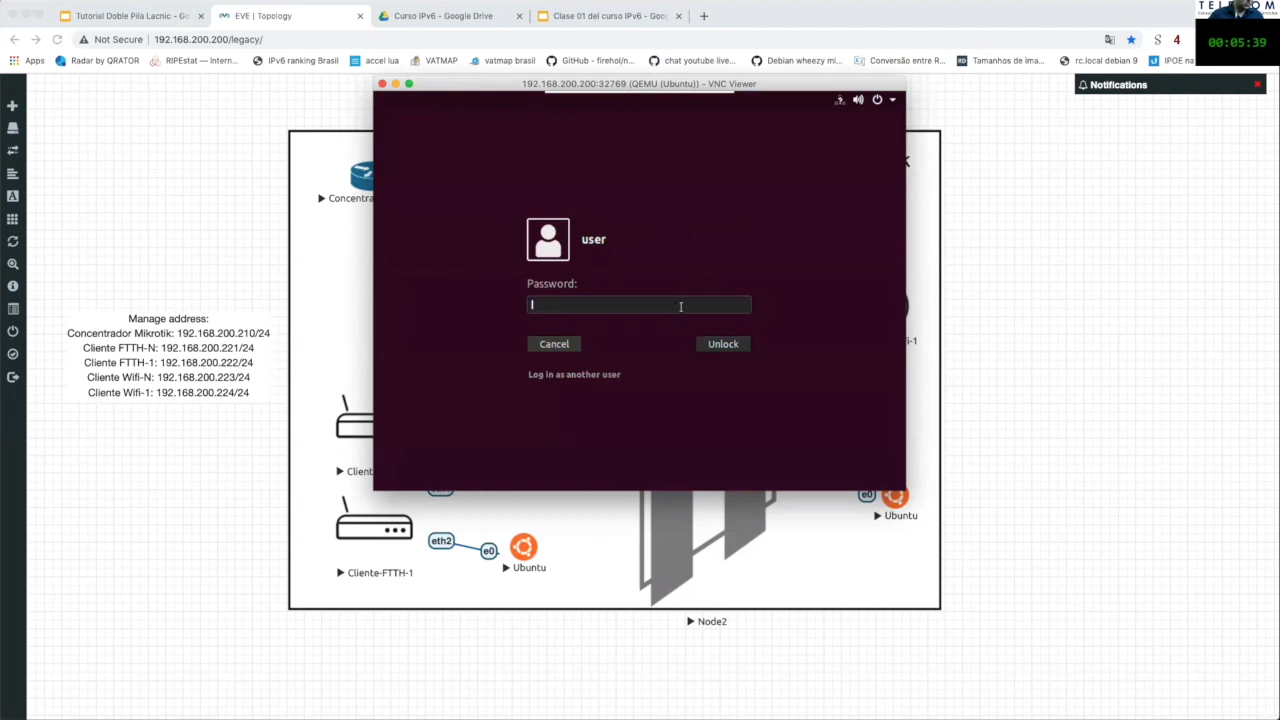 Tutorial Doble Pila Lacnic - Go
EVE | Topology
Curso IPv6 - Google Drive
Clase 01 del curso IPv6 - Goo
TELECOM
Not Secure
192.168.200.200/legacy/
4
00:05:39
Apps
Radar by QRATOR
RIPEstat — Intern...
IPv6 ranking Brasil
accel lua
VATMAP
vatmap brasil
GitHub - firehol/n...
chat youtube live...
Debian wheezy mi...
Conversão entre R...
Tamanhos de ima...
rc.local debian 9
IPOE na
192.168.200.200:32769 (QEMU (Ubuntu)) - VNC Viewer
Notifications
K
Concentra
user
Password:
Cancel
Unlock
Log in as another user
Manage address:
Concentrador Mikrotik: 192.168.200.210/24
Cliente FTTH-N: 192.168.200.221/24
Cliente FTTH-1: 192.168.200.222/24
Cliente Wifi-N: 192.168.200.223/24
Cliente Wifi-1: 192.168.200.224/24
fi-1
Client
e0
Ubuntu
eth2
e0
Ubuntu
Cliente-FTTH-1
Node2